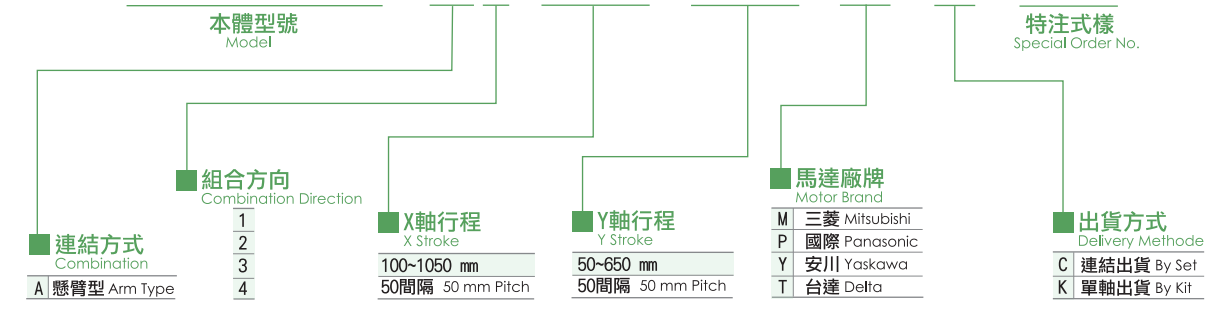 本體型號
Model
特注式樣
Special Order No.
組合方向
Combination Direction
1
2
3
4
連結方式
Combination
A 懸臂型 Arm Type
X軸行程
X Stroke
100~1050 mm
50間隔 50 mm Pitch
Y軸行程
Y Stroke
50~650 mm
50間隔 50 mm Pitch
馬達廠牌
Motor Brand
M 三菱 Mitsubishi
P 國際 Panasonic
Y 安川 Yaskawa
T 台達 Delta
出貨方式
Delivery Methode
C 連結出貨 By Set
K 單軸出貨 By Kit